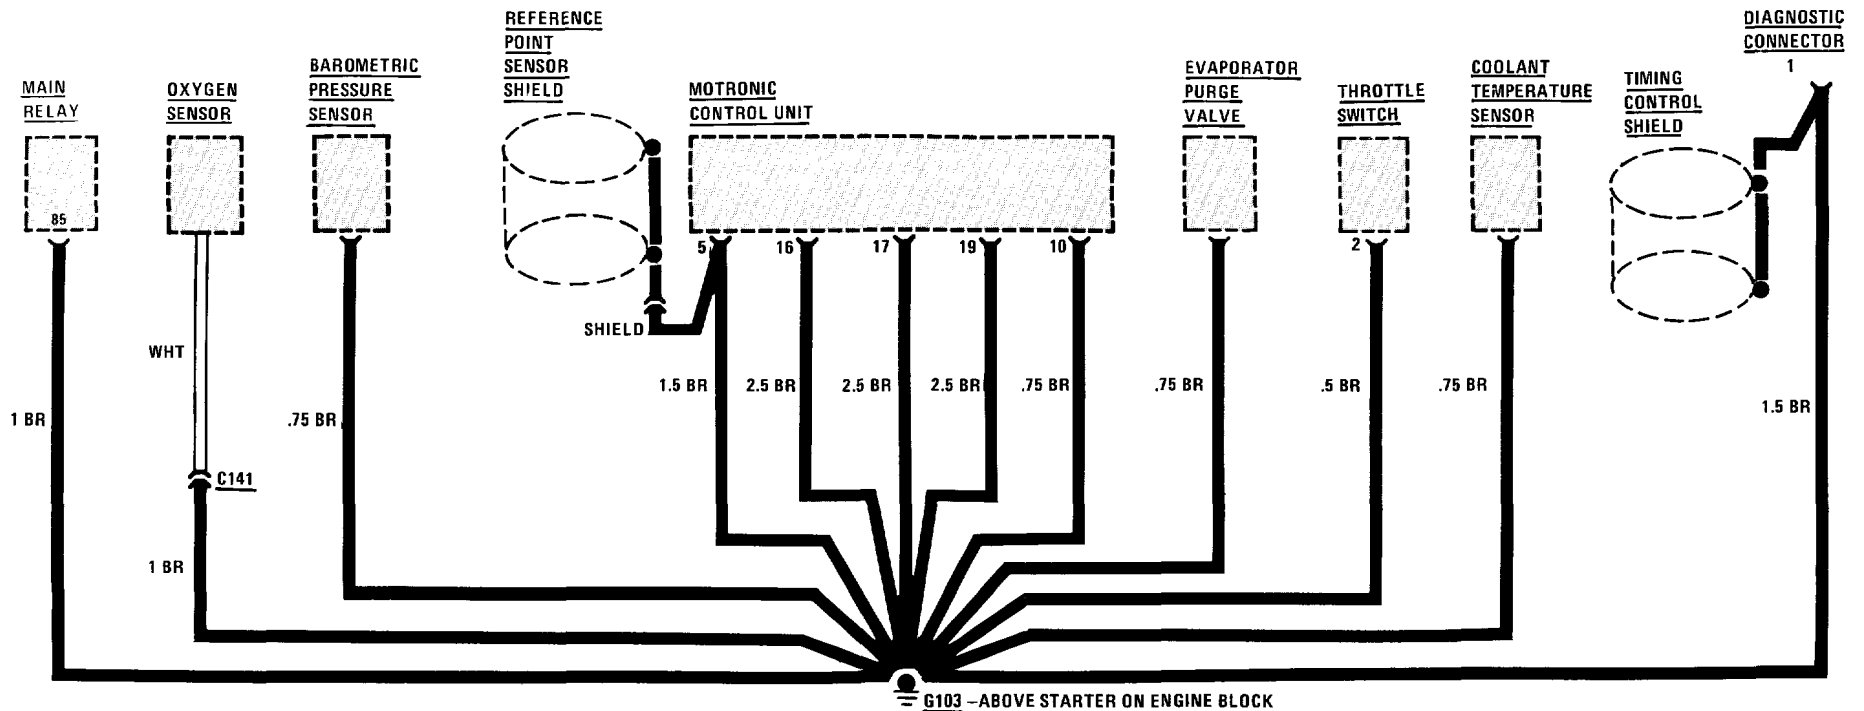 MAIN
RELAY
85
1 BR
OXYGEN
SENSOR
WHT
C141
1 BR
BAROMETRIC
PRESSURE
SENSOR
.75 BR
REFERENCE
POINT
SENSOR
SHIELD
SHIELD
MOTRONIC
CONTROL UNIT
5 16 17 19 10
1.5 BR 2.5 BR 2.5 BR 2.5 BR .75 BR
EVAPORATOR
PURGE
VALVE
.75 BR
THROTTLE
SWITCH
2
.5 BR
COOLANT
TEMPERATURE
SENSOR
.75 BR
TIMING
CONTROL
SHIELD
DIAGNOSTIC
CONNECTOR
1
1.5 BR
G103 –ABOVE STARTER ON ENGINE BLOCK